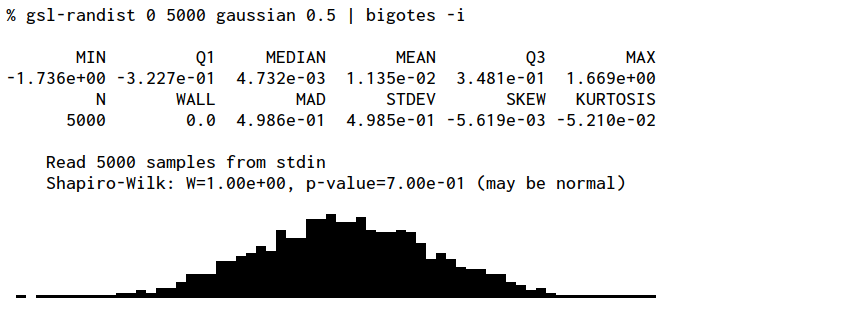 % gsl-randist 0 5000 gaussian 0.5 | bigotes -i
MIN Q1 MEDIAN MEAN Q3 MAX
-1.736e+00 -3.227e-01 4.732e-03 1.135e-02 3.481e-01 1.669e+00
N WALL MAD STDEV SKEW KURTOSIS
5000 0.0 4.986e-01 4.985e-01 -5.619e-03 -5.210e-02
Read 5000 samples from stdin
Shapiro-Wilk: W=1.00e+00, p-value=7.00e-01 (may be normal)